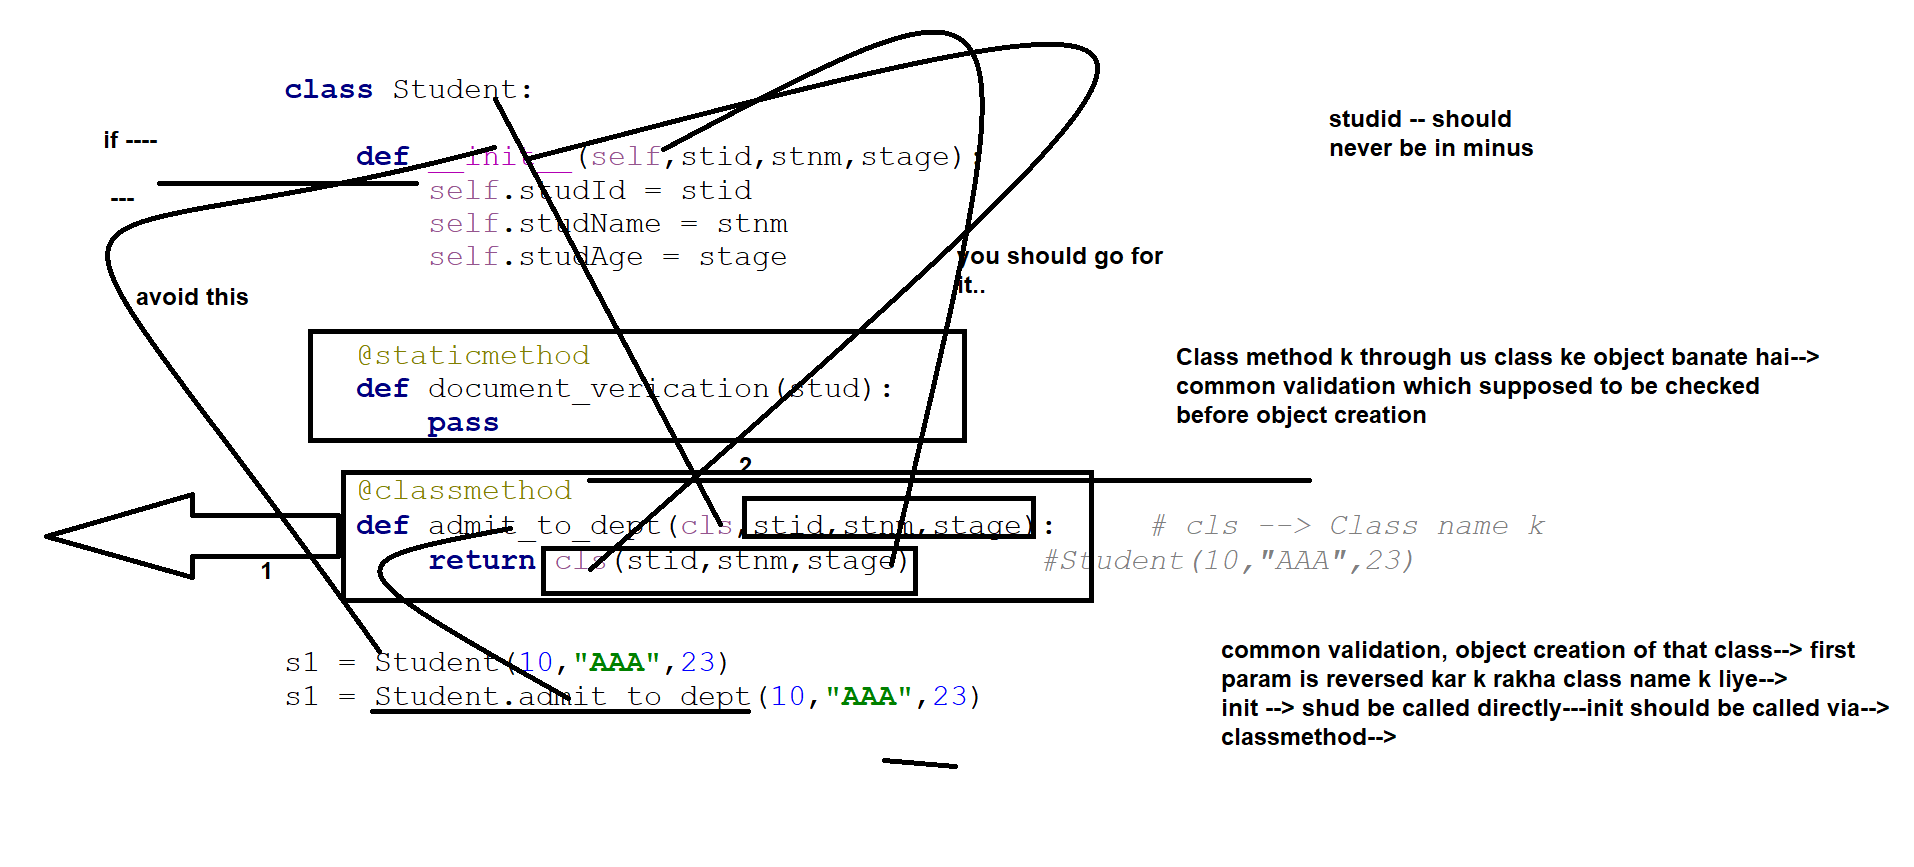 class Student:
if ----
def __init__(self,stid,stnm,stage):
---
self.studId = stid
self.studName = stnm
self.studAge = stage
avoid this
studid -- should
never be in minus
you should go for
it..
@staticmethod
def document_verication(stud):
pass
Class method k through us class ke object banate hai-->
common validation which supposed to be checked
before object creation
2
@classmethod
def admit_to_dept(cls,stid,stnm,stage): # cls --> Class name k
return cls(stid,stnm,stage) #Student(10,"AAA",23)
1
s1 = Student(10,"AAA",23)
s1 = Student.admit_to_dept(10,"AAA",23)
common validation, object creation of that class--> first
param is reversed kar k rakha class name k liye-->
init --> shud be called directly---init should be called via-->
classmethod-->